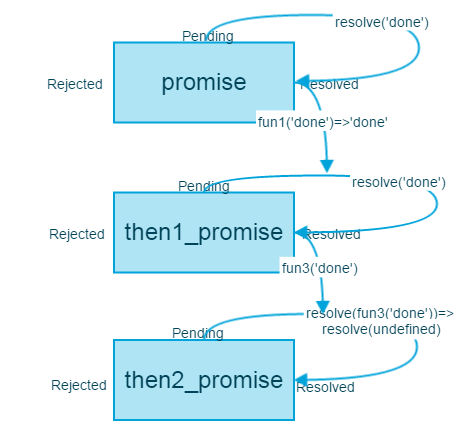 resolve('done')
Pending
Rejected
promise
Resolved
fun1('done')=>'done'
Pending
resolve('done')
Rejected
then1_promise
Resolved
fun3('done')
resolve(fun3('done'))=>
resolve(undefined)
Pending
Rejected
then2_promise
Resolved